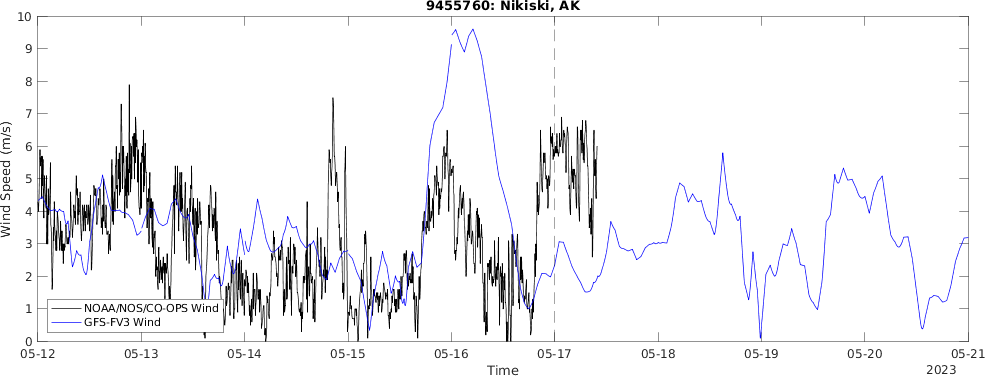 9455760: Nikiski, AK
Wind Speed (m/s)
10
9
8
7
6
5
4
3
2
1
0
NOAA/NOS/CO-OPS Wind
GFS-FV3 Wind
05-12 05-13 05-14 05-15 05-16 05-17 05-18 05-19 05-20 05-21
Time
2023